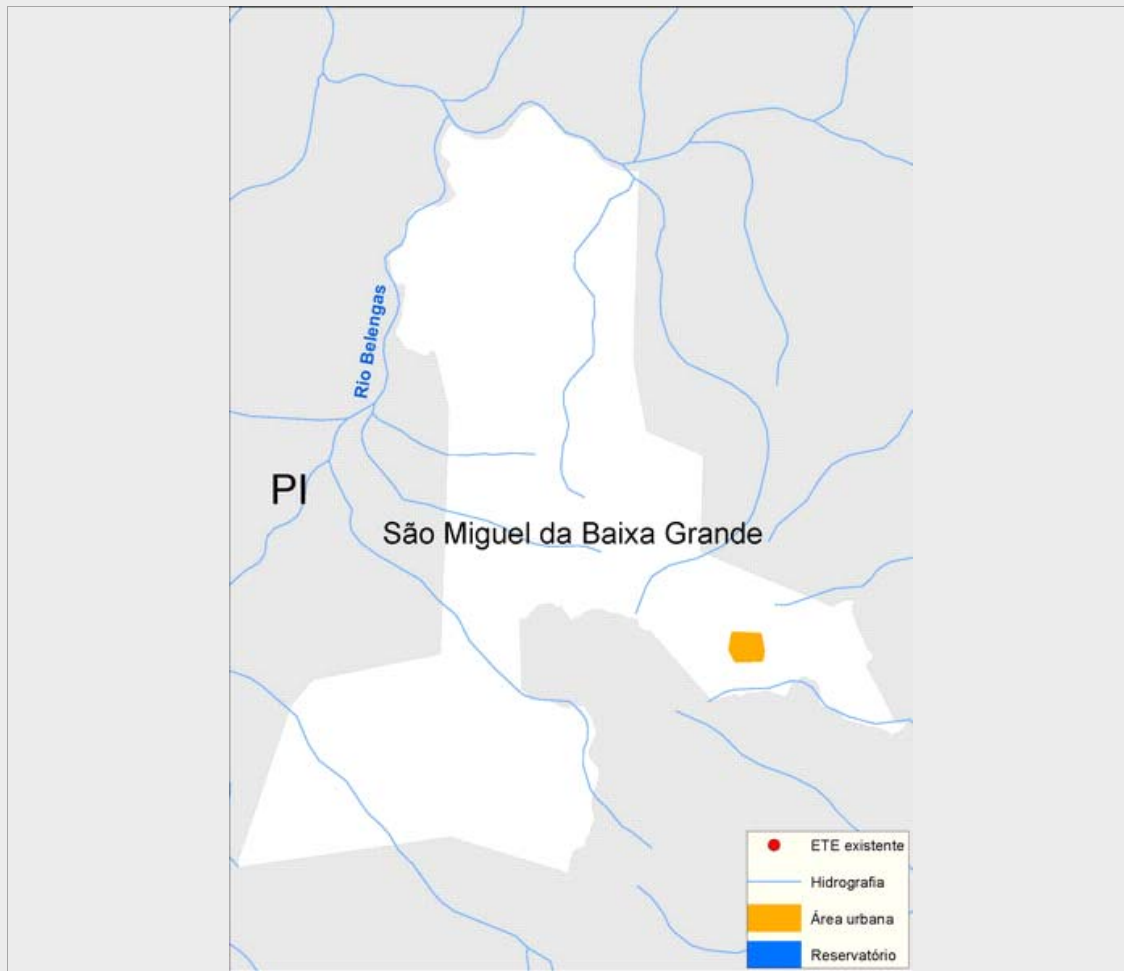 Rio Belengas
PI
São Miguel da Baixa Grande
ETE existente
Hidrografia
Área urbana
Reservatório